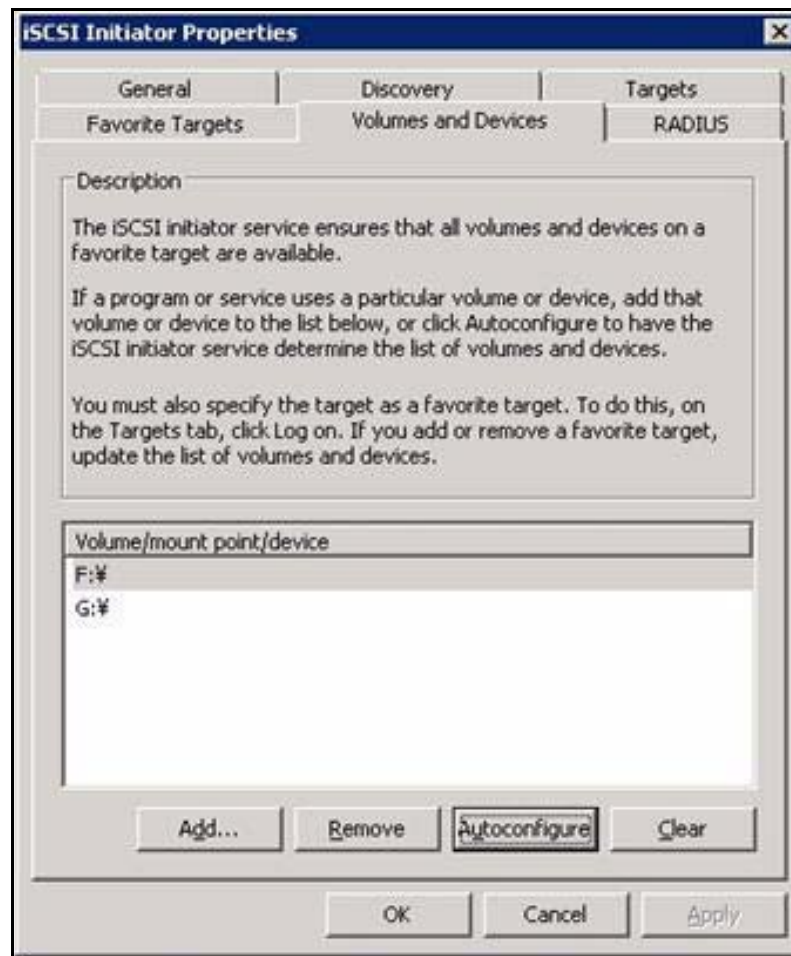 iSCSI Initiator Properties
General Discovery Targets
Favorite Targets Volumes and Devices RADIUS
Description
The iSCSI initiator service ensures that all volumes and devices on a
favorite target are available.
If a program or service uses a particular volume or device, add that
volume or device to the list below, or click Autoconfigure to have the
iSCSI initiator service determine the list of volumes and devices.
You must also specify the target as a favorite target. To do this, on
the Targets tab, click Log on. If you add or remove a favorite target,
update the list of volumes and devices.
Volume/mount point/device
F:¥
G:¥
Add... Remove Autoconfigure Clear
OK Cancel Apply